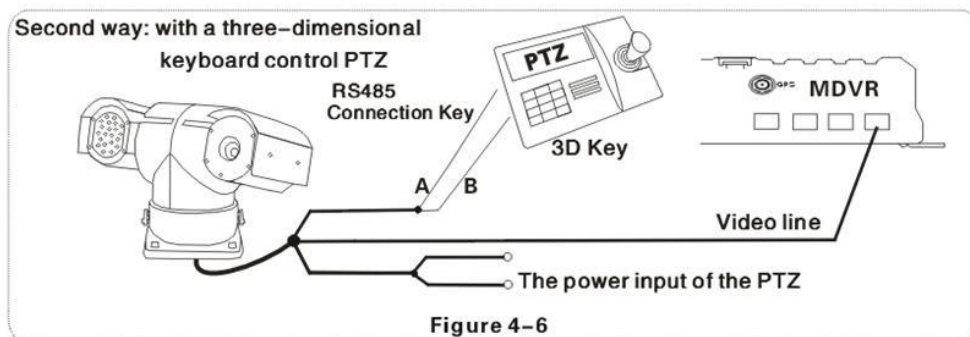 Second way: with a three-dimensional
keyboard control PTZ
RS485
Connection Key
PTZ
3D Key
A
B
GPS
MDVR
Video line
The power input of the PTZ
Figure 4-6